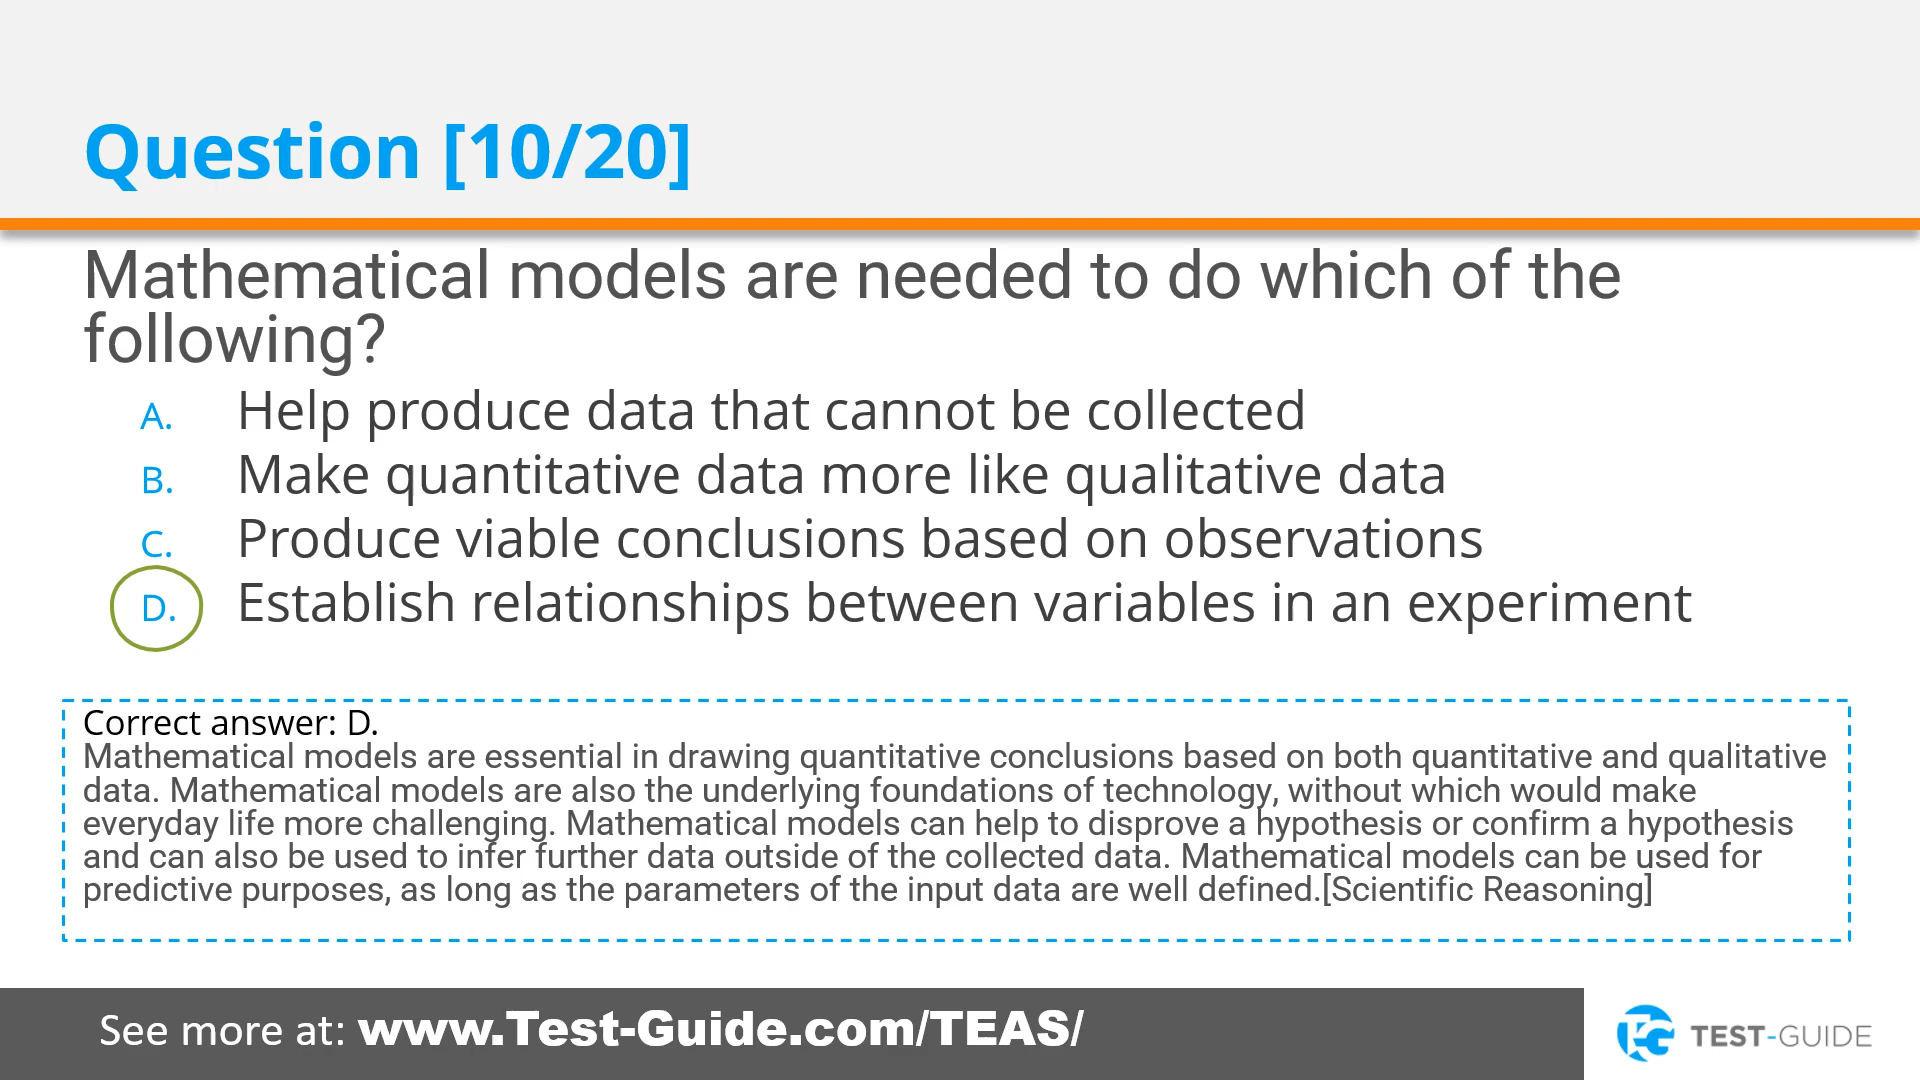 Question [10/20]
Mathematical models are needed to do which of the
following?
A. Help produce data that cannot be collected
B. Make quantitative data more like qualitative data
C. Produce viable conclusions based on observations
D. Establish relationships between variables in an experiment
Correct answer: D.
Mathematical models are essential in drawing quantitative conclusions based on both quantitative and qualitative
data. Mathematical models are also the underlying foundations of technology, without which would make
everyday life more challenging. Mathematical models can help to disprove a hypothesis or confirm a hypothesis
and can also be used to infer further data outside of the collected data. Mathematical models can be used for
predictive purposes, as long as the parameters of the input data are well defined.[Scientific Reasoning]
See more at: www.Test-Guide.com/TEAS/
TEST-GUIDE